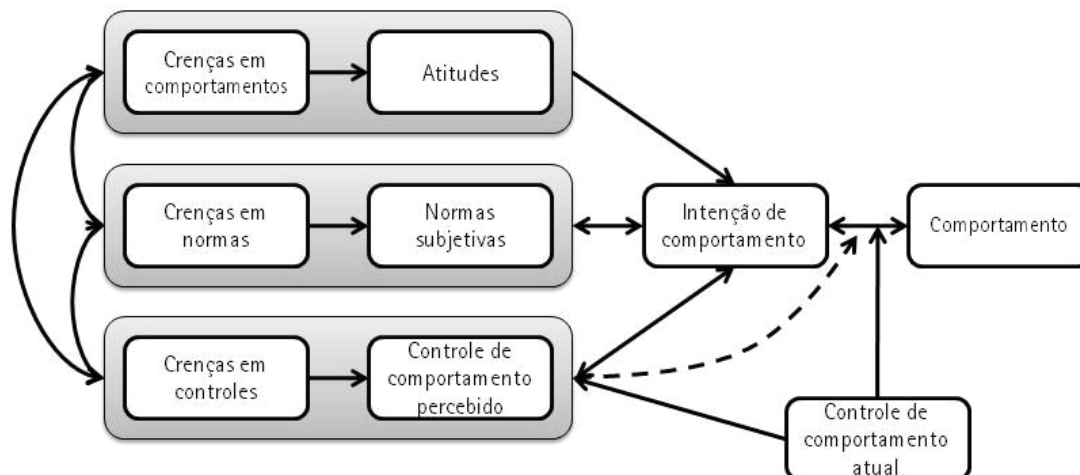 Crenças em
comportamentos
Atitudes
Crenças em
normas
Normas
subjetivas
Intenção de
comportamento
Comportamento
Crenças em
controles
Controle de
comportamento
percebido
Controle de
comportamento
atual